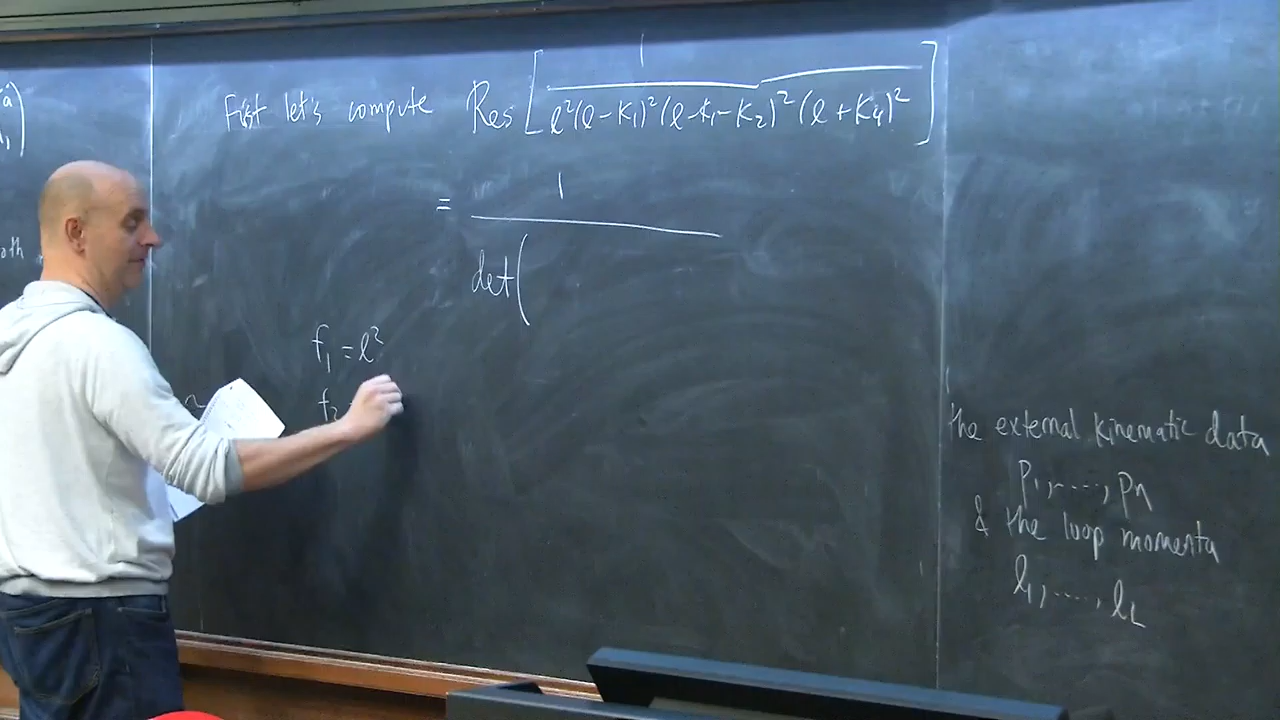 First let's compute Res [ 1 / ℓ²(ℓ-K₁)²(ℓ-K₁-K₂)²(ℓ+K₄)² ]
= 1 / det(
f₁ = ℓ²
f₂
the external kinematic data
p₁,....,pn
& the loop momenta
ℓ₁,....,ℓL